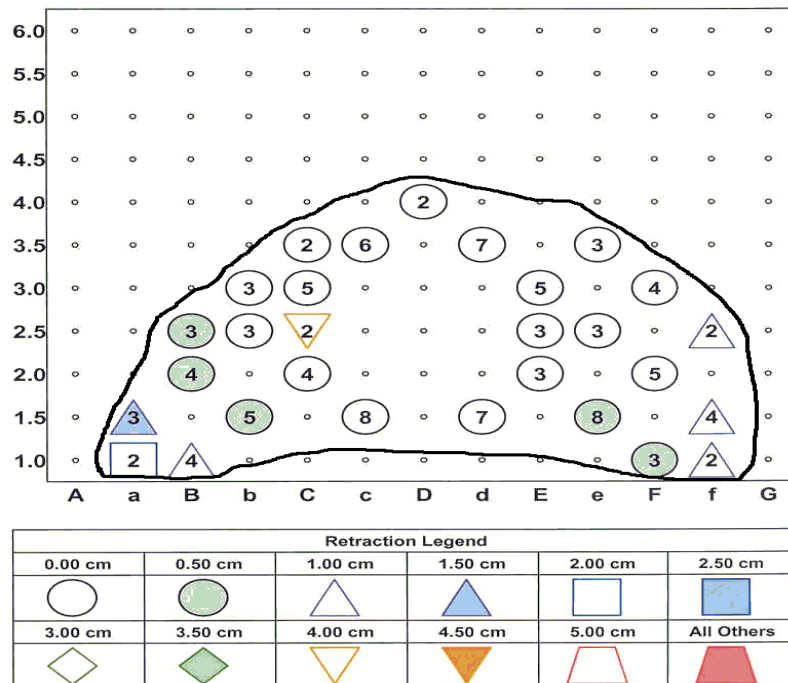 6.0
5.5
5.0
4.5
4.0 2
3.5 2 6 7 3
3.0 3 5 5 4
2.5 3 3 2 3 3 2
2.0 4 4 3 5
1.5 3 5 8 7 8 4
1.0 2 4 3 2
A a B b C c D d E e F f G
Retraction Legend
0.00 cm 0.50 cm 1.00 cm 1.50 cm 2.00 cm 2.50 cm
3.00 cm 3.50 cm 4.00 cm 4.50 cm 5.00 cm All Others